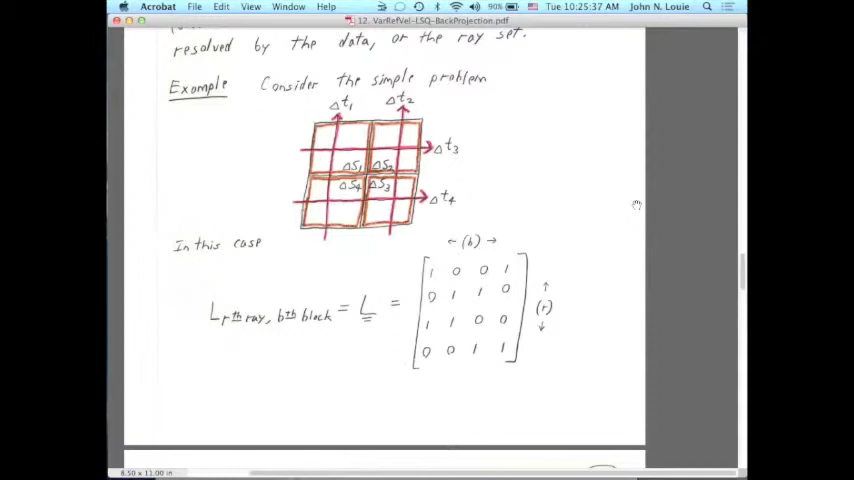 Acrobat File Edit View Window Help 90% Tue 10:25:37 AM John N. Louie
12. VarRefVel-LSQ-BackProjection.pdf
resolved by the data, or the ray set.
Example Consider the simple problem
Δt1 Δt2
Δt3
ΔS1 ΔS2
ΔS4 ΔS3
Δt4
In this case
← (b) →
1 0 0 1
0 1 1 0
L rth ray, bth block = L = ↑ (r) ↓
1 1 0 0
0 0 1 1
8.50 x 11.00 in